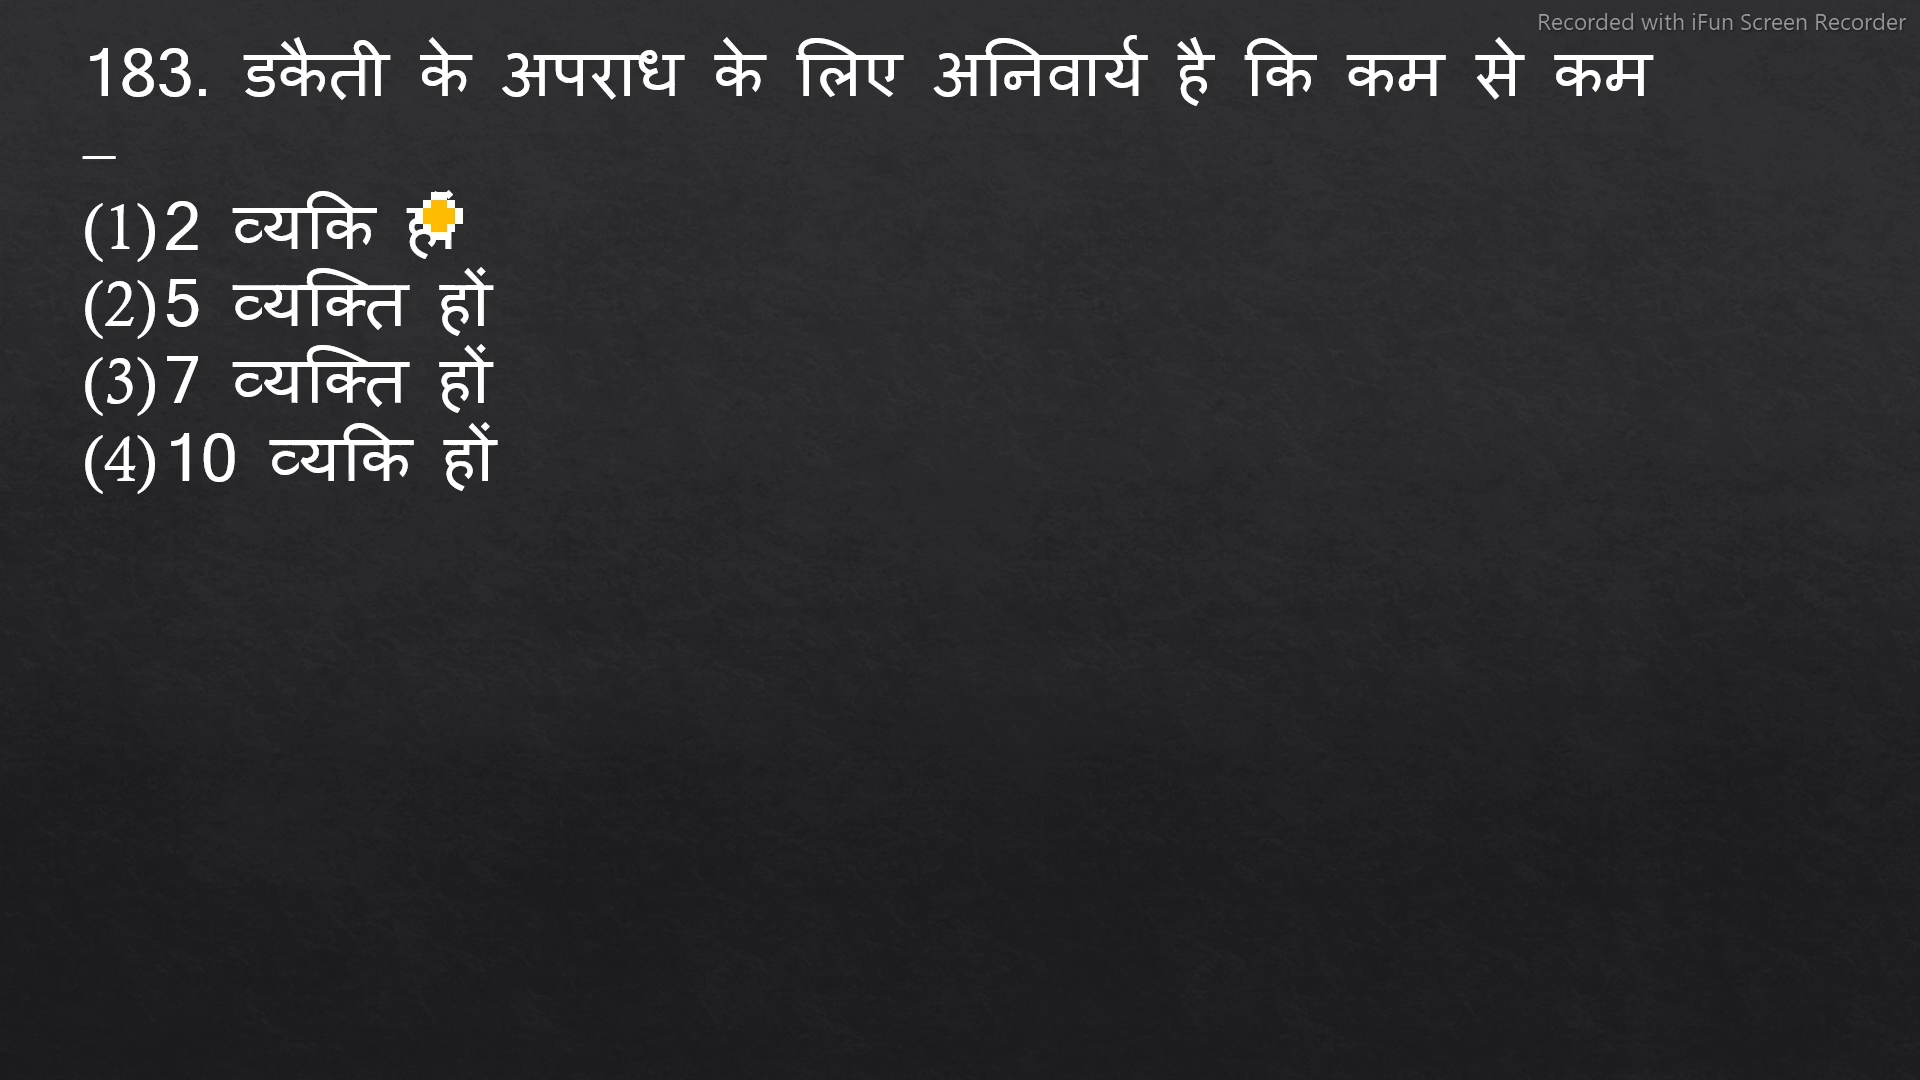 Recorded with iFun Screen Recorder
183. डकैती के अपराध के लिए अनिवार्य है कि कम से कम
–
(1)2 व्यकि
(2)5 व्यक्ति हों
(3)7 व्यक्ति हों
(4)10 व्यकि हों